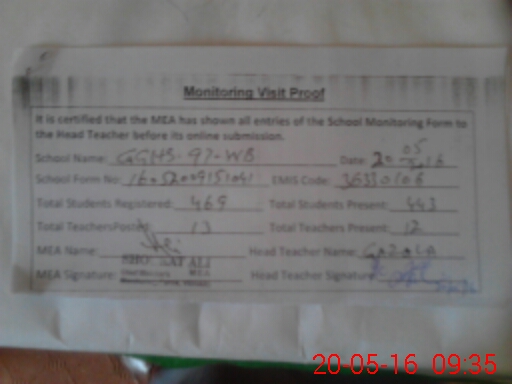 Monitoring Visit Proof
It is certified that the MEA has shown all entries of the School Monitoring Form to
the Head Teacher before its online submission.
School Name: GGHS-97-WB Date: 20-05-16
School Form No: EMIS Code: 36330106
Total Students Registered: 469 Total Students Present: 443
Total Teachers Posted: 13 Total Teachers Present: 12
MEA Name: Head Teacher Name: GAZALA
MEA Signature: MEA Head Teacher Signature:
20-05-16 09:35